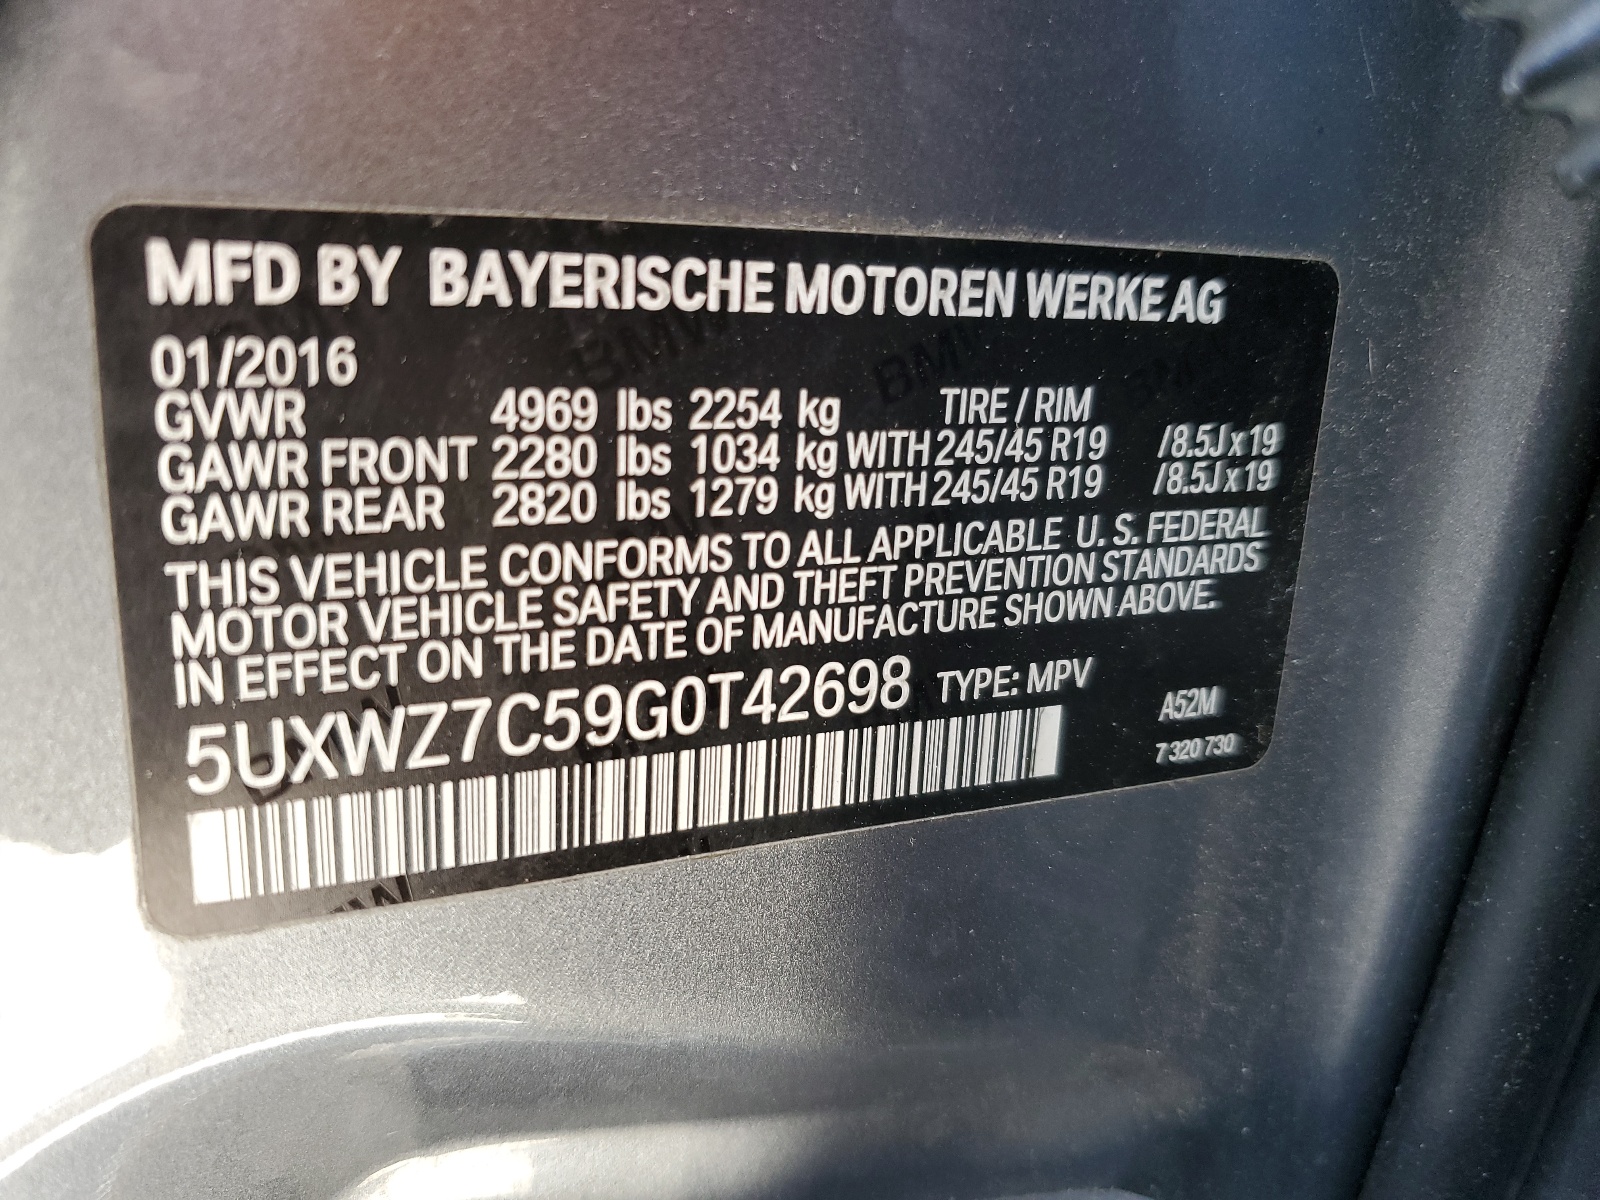 MFD BY BAYERISCHE MOTOREN WERKE AG
01/2016
GVWR 4969 lbs 2254 kg TIRE / RIM
GAWR FRONT 2280 lbs 1034 kg WITH 245/45 R19 /8.5J x 19
GAWR REAR 2820 lbs 1279 kg WITH 245/45 R19 /8.5J x 19
THIS VEHICLE CONFORMS TO ALL APPLICABLE U. S. FEDERAL
MOTOR VEHICLE SAFETY AND THEFT PREVENTION STANDARDS
IN EFFECT ON THE DATE OF MANUFACTURE SHOWN ABOVE.
5UXWZ7C59G0T42698 TYPE: MPV
A52M
7 320 730